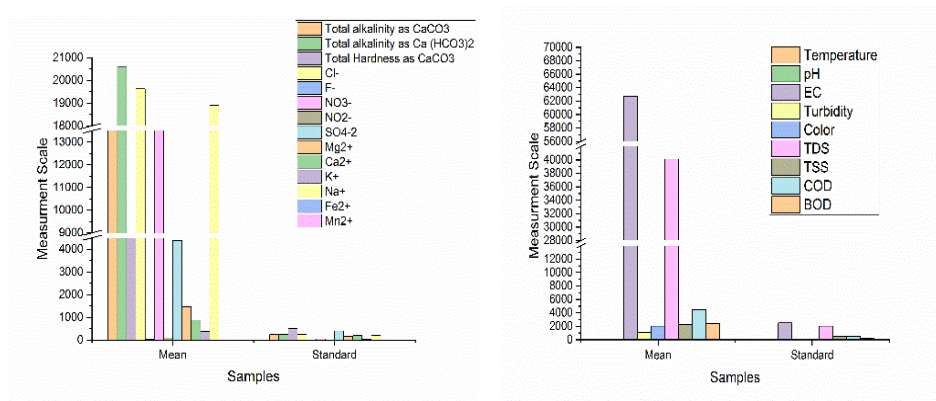 Total alkalinity as CaCO3
Total alkalinity as Ca (HCO3)2
Total Hardness as CaCO3
Cl-
F-
NO3-
NO2-
SO4-2
Mg2+
Ca2+
K+
Na+
Fe2+
Mn2+
21000
20000
19000
18000
13000
12000
11000
10000
9000
4000
3000
2000
1000
0
Measurment Scale
Mean
Standard
Samples
Temperature
pH
EC
Turbidity
Color
TDS
TSS
COD
BOD
70000
68000
66000
64000
62000
60000
58000
56000
40000
38000
36000
34000
32000
30000
28000
12000
10000
8000
6000
4000
2000
0
Measurment Scale
Mean
Standard
Samples